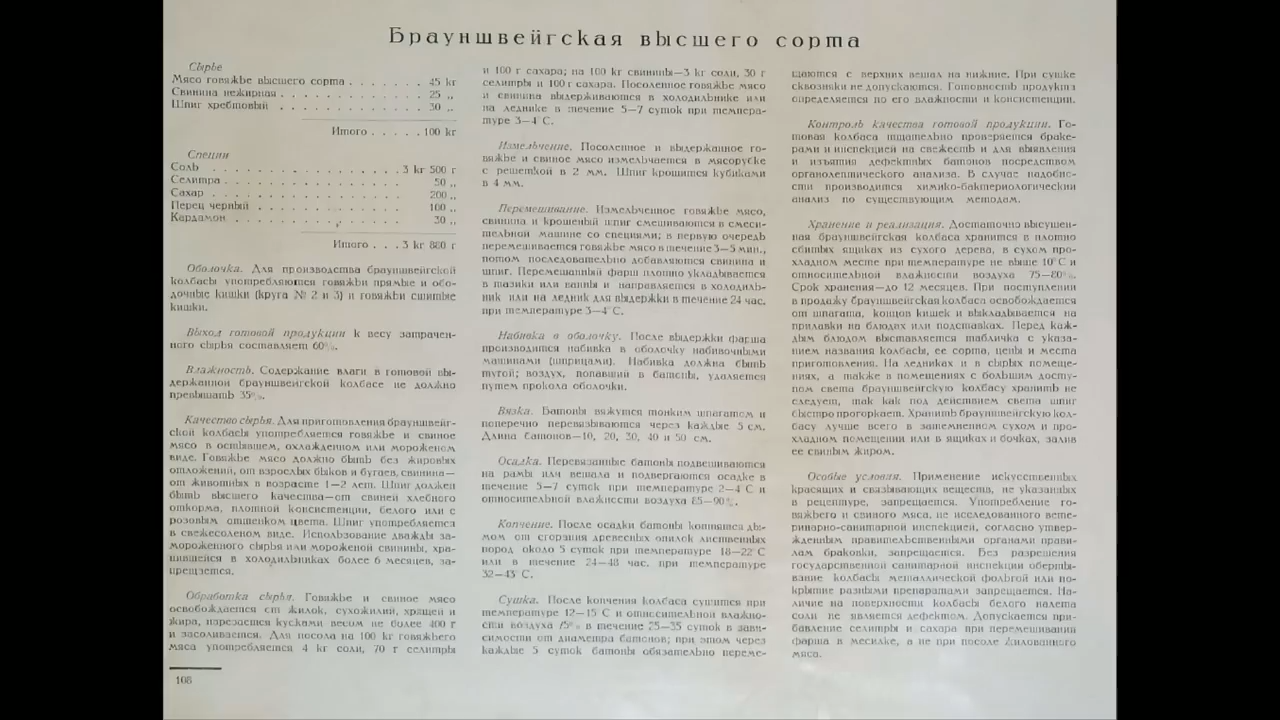 Брауншвейгская высшего сорта
Сырье
Мясо говяжье высшего сорта . . . . . . . 45 kг
Свинина нежирная . . . . . . . . . . . . 25 „
Шпиг хребтовый . . . . . . . . . . . . 30 „
Итого . . . . . 100 kг
Специи
Соль . . . . . . . . . . . . . . . . . 3 kг 500 г
Селитра . . . . . . . . . . . . . . . 50 „
Сахар . . . . . . . . . . . . . . . . 200 „
Перец черный . . . . . . . . . . . . 100 „
Кардамон . . . . . . . . . . . . . . 30 „
Итого . . . 3 kг 880 г
Оболочка. Для производства брауншвейгской
колбасы употребляются говяжьи прямые и обо-
дочные кишки (круга № 2 и 3) и говяжьи сшитые
кишки.
Выход готовой продукции к весу затрачен-
ного сырья составляет 60%.
Влажность. Содержание влаги в готовой вы-
держанной брауншвейгской колбасе не должно
превышать 35%.
Качество сырья. Для приготовления брауншвейг-
ской колбасы употребляется говяжье и свиное
мясо в остывшем, охлажденном или мороженом
виде. Говяжье мясо должно быть без жировых
отложений, от взрослых быков и бугаев, свинина—
от животных в возрасте 1—2 лет. Шпиг должен
быть высшего качества—от свиней хлебного
откорма, плотной консистенции, белого или с
розовым оттенком цвета. Шпиг употребляется
в свежесоленом виде. Использование дважды за-
мороженного сырья или мороженой свинины, хра-
нившейся в холодильниках более 6 месяцев, за-
прещается.
Обработка сырья. Говяжье и свиное мясо
освобождается от жилок, сухожилий, хрящей и
жира, нарезается кусками весом не более 400 г
и засаливается. Для посола на 100 kг говяжьего
мяса употребляется 4 kг соли, 70 г селитры
106
и 100 г сахара; на 100 kг свинины—3 kг соли, 30 г
селитры и 100 г сахара. Посоленное говяжье мясо
и свинина выдерживаются в холодильнике или
на леднике в течение 5—7 суток при темпера-
туре 3—4°С.
Измельчение. Посоленное и выдержанное го-
вяжье и свиное мясо измельчается в мясорубке
с решеткой в 2 мм. Шпиг крошится кубиками
в 4 мм.
Перемешивание. Измельченное говяжье мясо,
свинина и крошеный шпиг смешиваются в смеси-
тельной машине со специями; в первую очередь
перемешивается говяжье мясо в течение 3—5 мин.,
потом последовательно добавляются свинина и
шпиг. Перемешанный фарш плотно укладывается
в тазики или ванны и направляется в холодиль-
ник или на ледник для выдержки в течение 24 час.
при температуре 3—4°С.
Набивка в оболочку. После выдержки фарша
производится набивка в оболочку набивочными
машинами (шприцами). Набивка должна быть
тугой; воздух, попавший в батоны, удаляется
путем прокола оболочки.
Вязка. Батоны вяжутся тонким шпагатом и
поперечно перевязываются через каждые 5 см.
Длина батонов—10, 20, 30, 40 и 50 см.
Осадка. Перевязанные батоны подвешиваются
на рамы или вешала и подвергаются осадке в
течение 5—7 суток при температуре 2—4°С и
относительной влажности воздуха 85—90%.
Копчение. После осадки батоны коптятся ды-
мом от сгорания древесных опилок лиственных
пород около 5 суток при температуре 18—22°С
или в течение 24—48 час. при температуре
32—43°С.
Сушка. После копчения колбаса сушится при
температуре 12—15°С и относительной влажно-
сти воздуха 75% в течение 25—35 суток в зави-
симости от диаметра батонов; при этом через
каждые 5 суток батоны обязательно переме-
щаются с верхних вешал на нижние. При сушке
сквозняки не допускаются. Готовность продукта
определяется по его влажности и консистенции.
Контроль качества готовой продукции. Го-
товая колбаса тщательно проверяется браке-
рами и инспекцией на свежесть и для выявления
и изъятия дефектных батонов посредством
органолептического анализа. В случае надобно-
сти производится химико-бактериологический
анализ по существующим методам.
Хранение и реализация. Достаточно высушен-
ная брауншвейгская колбаса хранится в плотно
сбитых ящиках из сухого дерева, в сухом про-
хладном месте при температуре не выше 10°С и
относительной влажности воздуха 75—80%.
Срок хранения—до 12 месяцев. При поступлении
в продажу брауншвейгская колбаса освобождается
от шпагата, концов кишек и выкладывается на
прилавки на блюдах или подставках. Перед каж-
дым блюдом выставляется табличка с указа-
нием названия колбасы, ее сорта, цены и места
приготовления. На ледниках и в сырых помеще-
ниях, а также в помещениях с большим досту-
пом света брауншвейгскую колбасу хранить не
следует, так как под действием света шпиг
быстро прогоркает. Хранить брауншвейгскую кол-
басу лучше всего в затемненном сухом и про-
хладном помещении или в ящиках и бочках, залив
ее свиным жиром.
Особые условия. Применение искусственных
красящих и связывающих веществ, не указанных
в рецептуре, запрещается. Употребление го-
вяжьего и свиного мяса, не исследованного вете-
ринарно-санитарной инспекцией, согласно утвер-
жденным правительственными органами прави-
лам браковки, запрещается. Без разрешения
государственной санитарной инспекции оберты-
вание колбасы металлической фольгой или по-
крытие разными препаратами запрещается. На-
личие на поверхности колбасы белого налета
соли не является дефектом. Допускается при-
бавление селитры и сахара при перемешивании
фарша в месилке, а не при посоле жилованного
мяса.